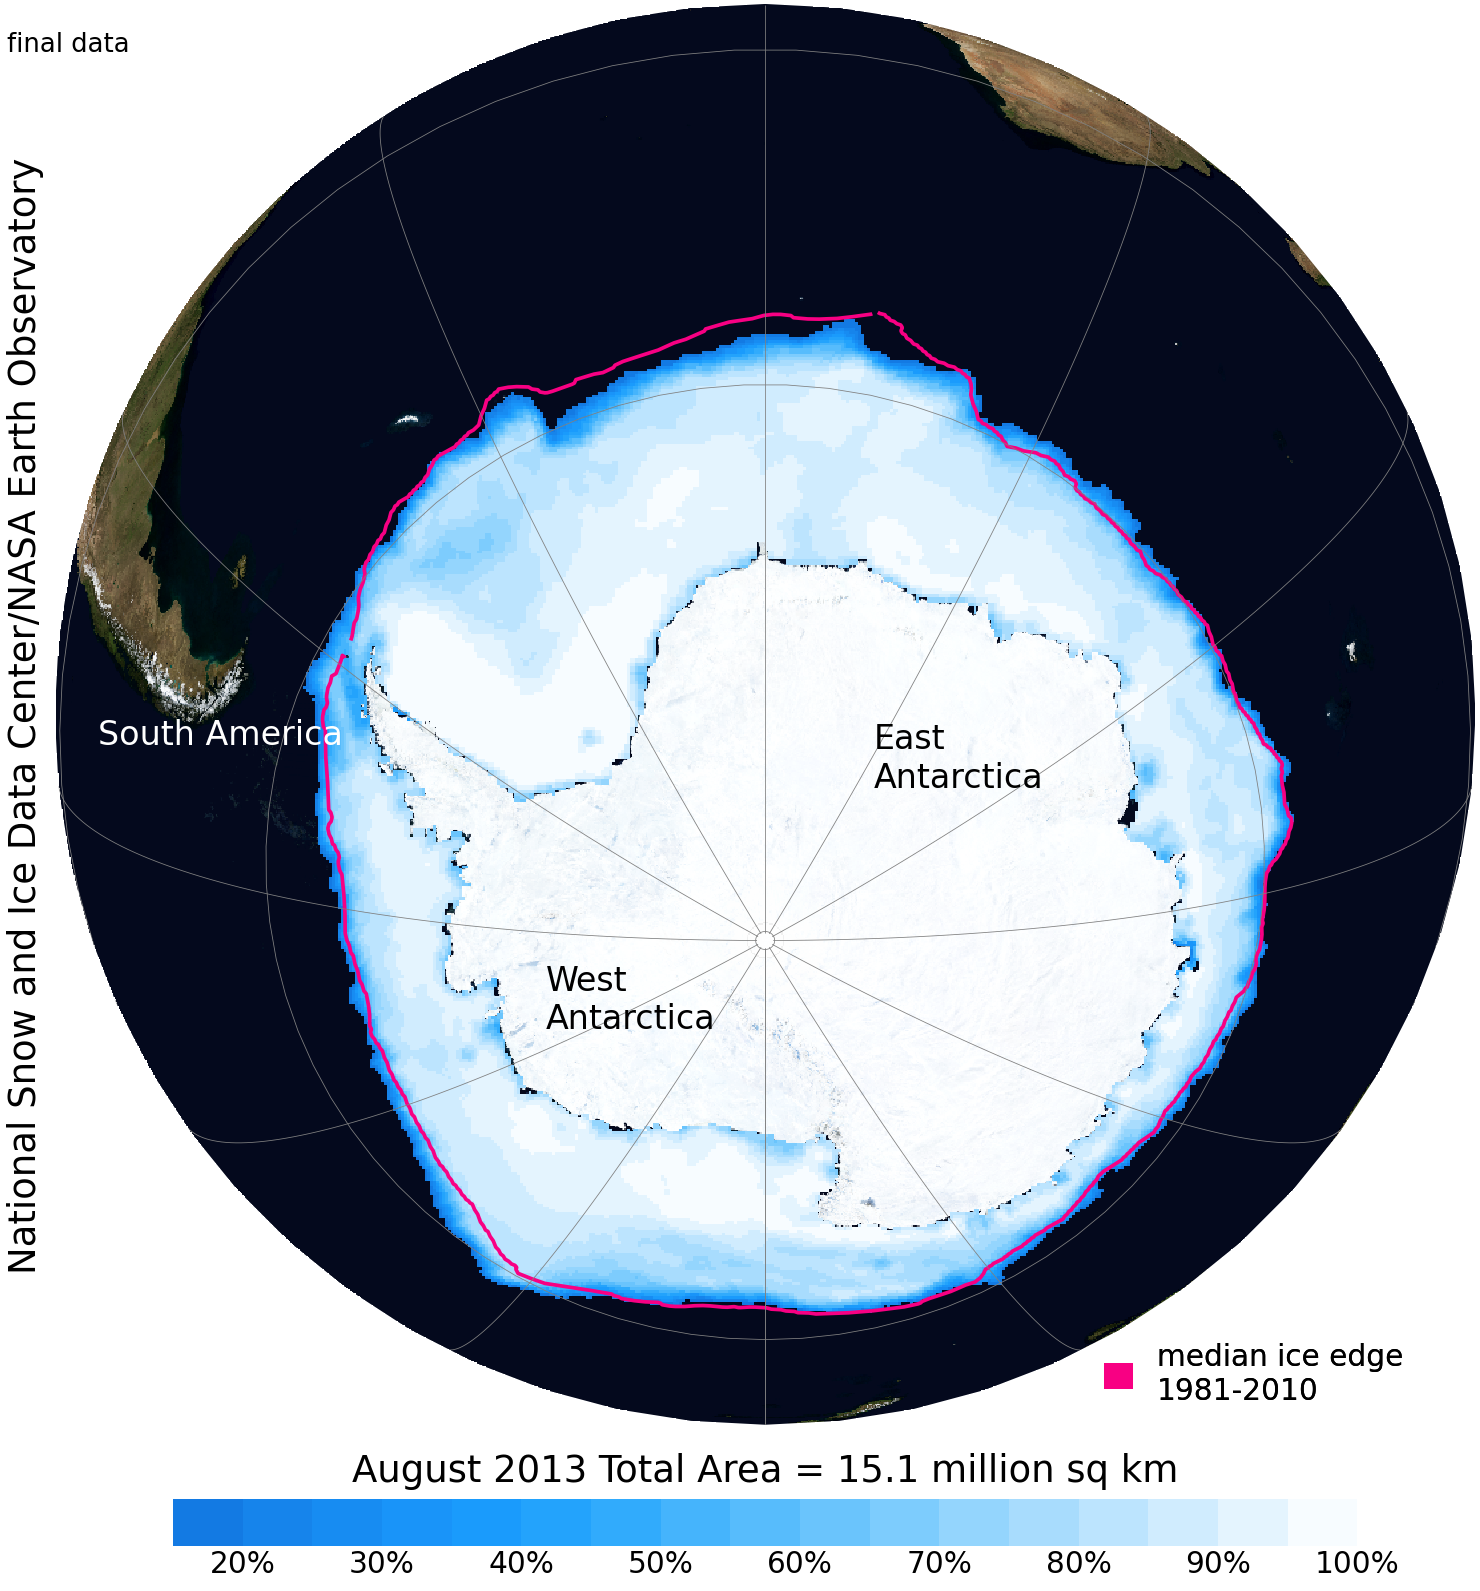 final data
National Snow and Ice Data Center/NASA Earth Observatory
South America
East
Antarctica
West
Antarctica
median ice edge
1981-2010
August 2013 Total Area = 15.1 million sq km
20% 30% 40% 50% 60% 70% 80% 90% 100%